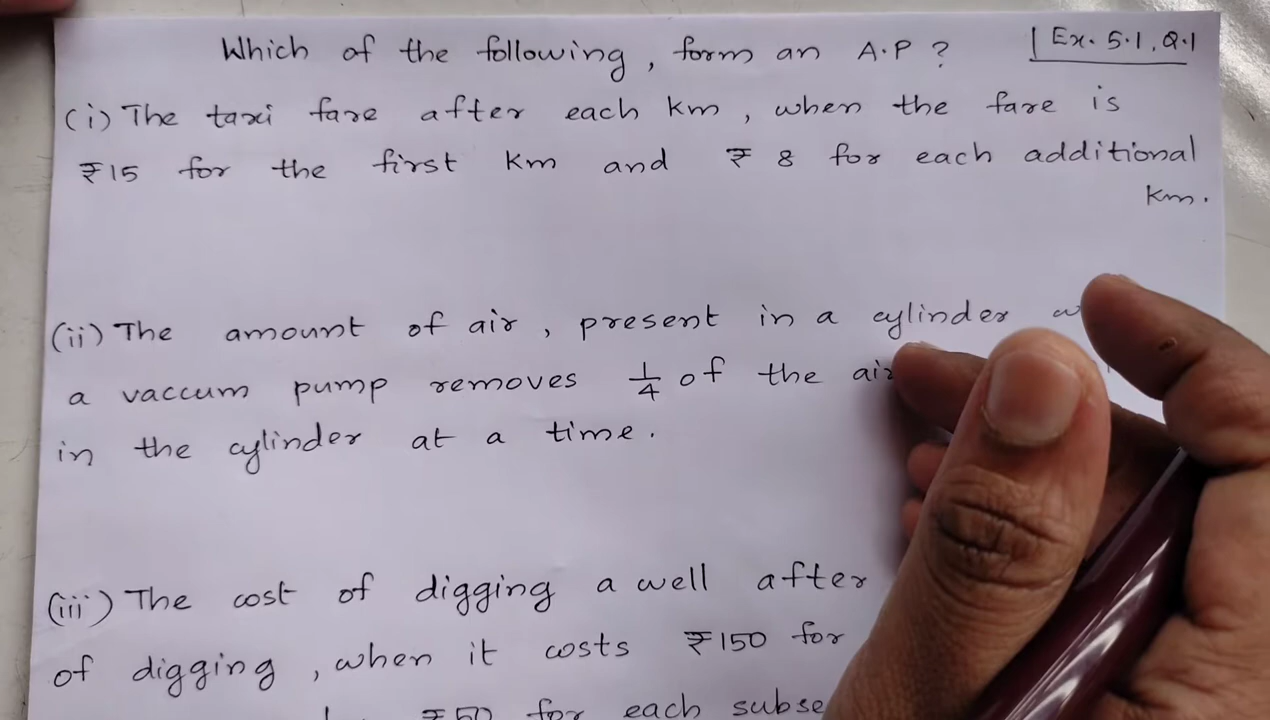 Which of the following, form an A.P ? Ex. 5.1, Q.1
(i) The taxi fare after each km, when the fare is
₹15 for the first km and ₹ 8 for each additional
km.
(ii) The amount of air, present in a cylinder
a vaccum pump removes 1/4 of the air
in the cylinder at a time.
(iii) The cost of digging a well after
of digging, when it costs ₹150 for
₹50 for each